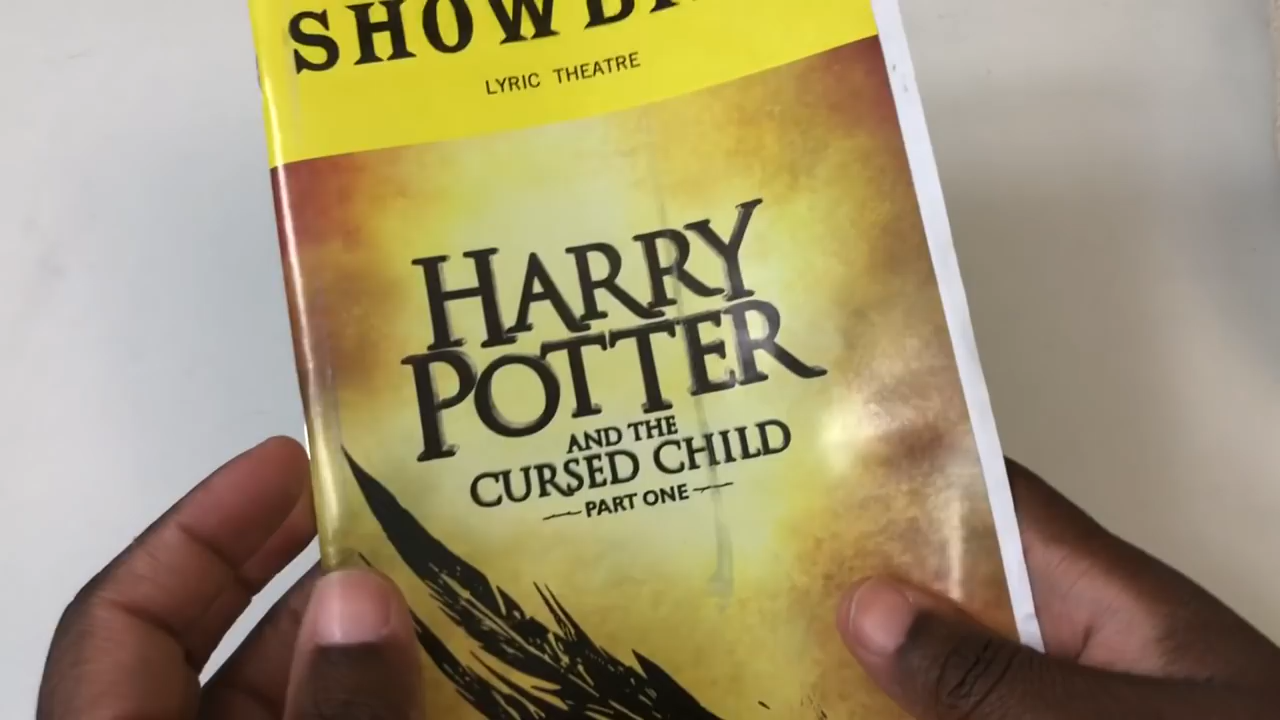 LYRIC THEATRE
HARRY
POTTER
AND THE
CURSED CHILD
PART ONE